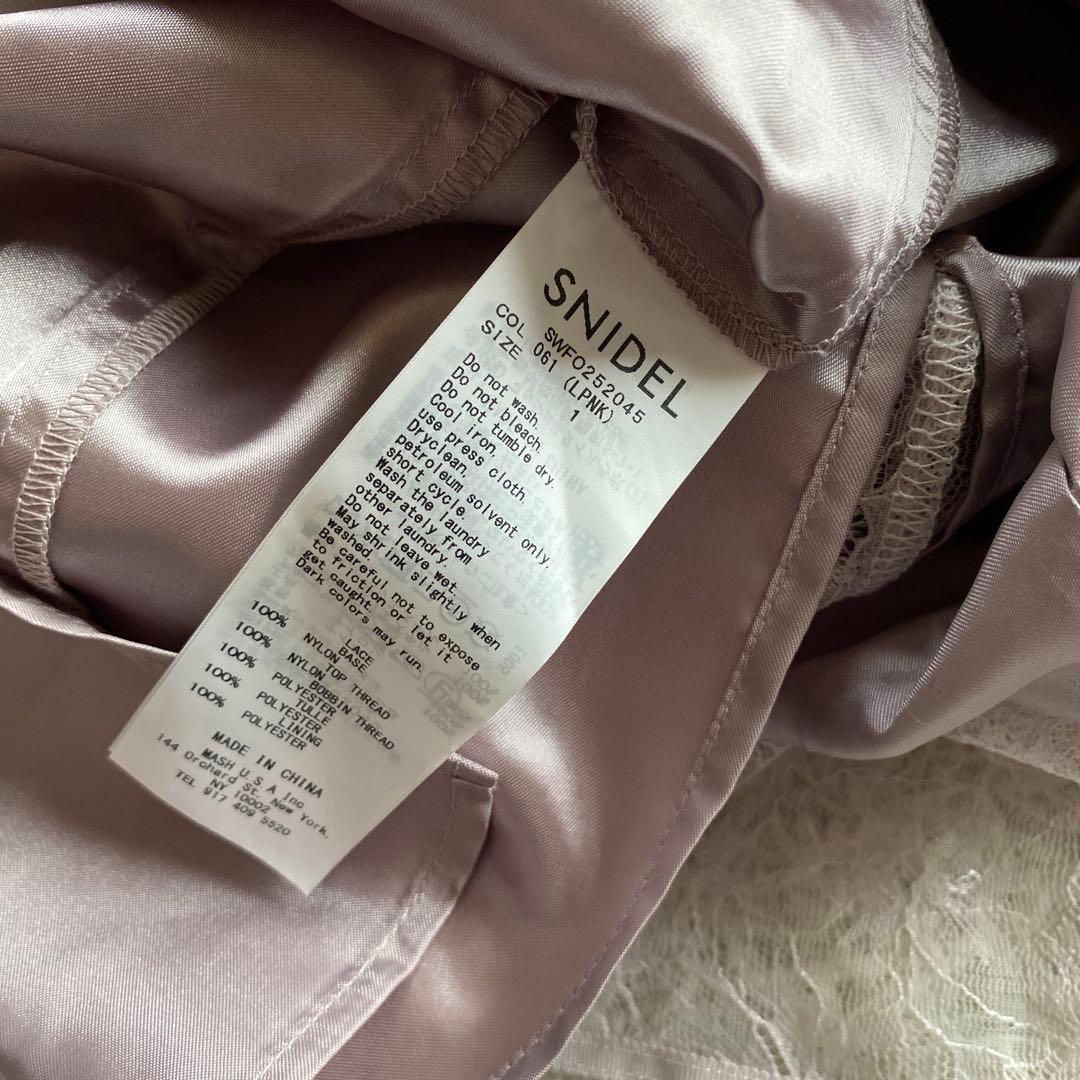 SNIDEL
SWFO252045
COL 061 (LPNK)
SIZE 1
Do not wash.
Do not bleach.
Do not tumble dry.
Cool iron.
use press cloth.
Dryclean.
petroleum solvent only,
short cycle.
Wash the laundry
separately from
other laundry.
Do not leave wet.
May shrink slightly when
washed.
Be careful not to expose
to friction or let it
get caught.
Dark colors may run.
LACE
100% NYLON
BASE
100% NYLON
TOP THREAD
BOBBIN THREAD
100% POLYESTER
TULLE
100% POLYESTER
LINING
100% POLYESTER
MADE IN CHINA
MASH U.S.A Inc
144 Orchard St. New York.
NY 10002
TEL 917 409 5520